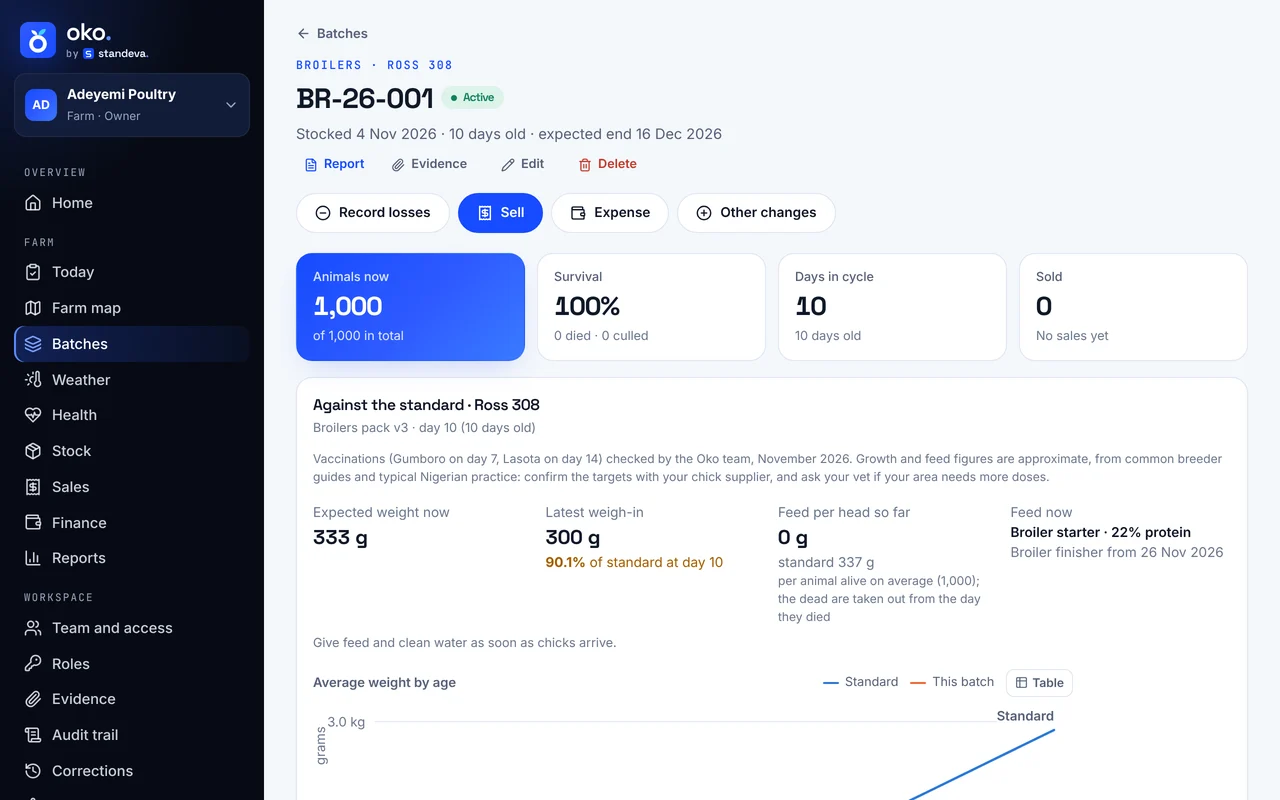 oko.
by S standeva.
AD
Adeyemi Poultry
Farm · Owner
OVERVIEW
Home
FARM
Today
Farm map
Batches
Weather
Health
Stock
Sales
Finance
Reports
WORKSPACE
Team and access
Roles
Evidence
Audit trail
Corrections
Batches
BROILERS · ROSS 308
BR-26-001
Active
Stocked 4 Nov 2026 · 10 days old · expected end 16 Dec 2026
Report
Evidence
Edit
Delete
Record losses
Sell
Expense
Other changes
Animals now
1,000
of 1,000 in total
Survival
100%
0 died · 0 culled
Days in cycle
10
10 days old
Sold
0
No sales yet
Against the standard · Ross 308
Broilers pack v3 · day 10 (10 days old)
Vaccinations (Gumboro on day 7, Lasota on day 14) checked by the Oko team, November 2026. Growth and feed figures are approximate, from common breeder
guides and typical Nigerian practice: confirm the targets with your chick supplier, and ask your vet if your area needs more doses.
Expected weight now
333 g
Latest weigh-in
300 g
90.1% of standard at day 10
Feed per head so far
0 g
standard 337 g
per animal alive on average (1,000);
the dead are taken out from the day
they died
Feed now
Broiler starter · 22% protein
Broiler finisher from 26 Nov 2026
Give feed and clean water as soon as chicks arrive.
Average weight by age
Standard
This batch
Table
3.0 kg
Standard
grams